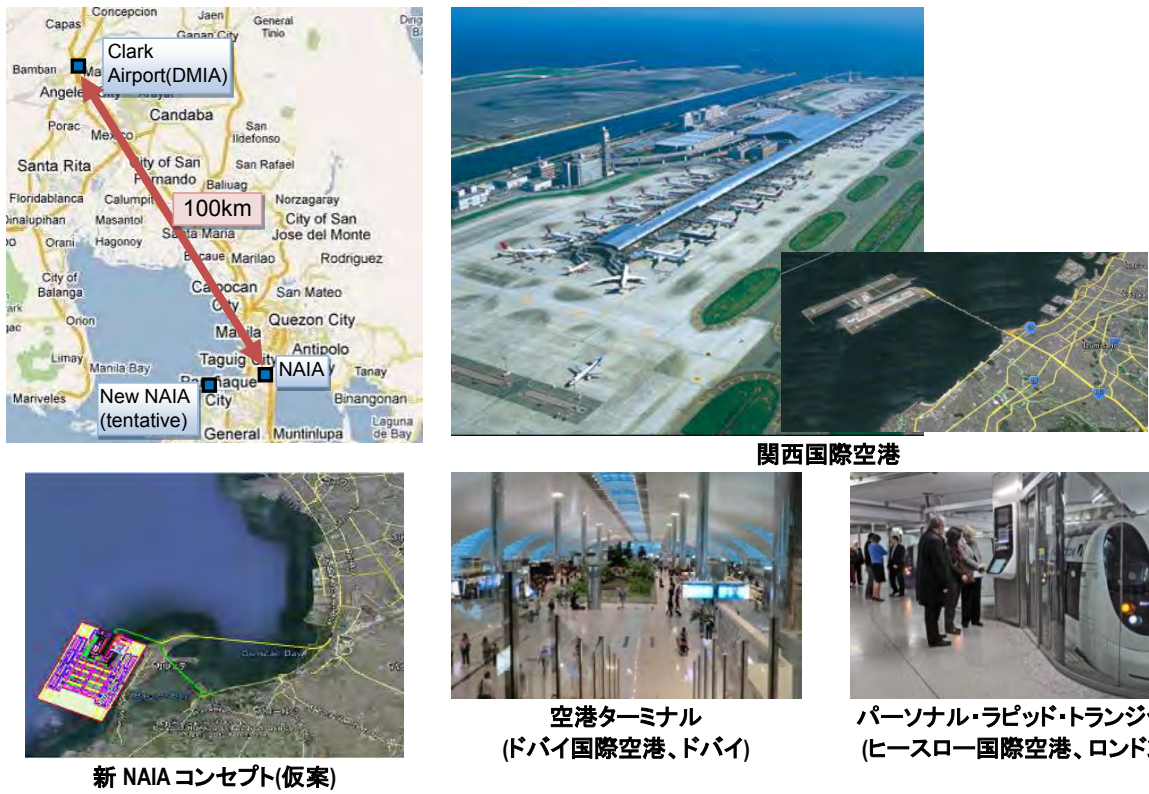 Concepcion
Capas
Jaen
General
Tinio
Gapan City
Clark
Airport(DMIA)
Bamban
Angeles City
Arayat
Candaba
Porac
Mexico
San
Ildefonso
Santa Rita
City of San
Fernando
San Rafael
Baliuag
Floridablanca
Calumpit
Norzagaray
100km
Dinalupihan
Masantol
City of San
Jose del Monte
Santa Maria
Orani
Hagonoy
Bocaue
Marilao
Rodriguez
City of
Balanga
Caloocan
City
San Mateo
Orion
Quezon City
Manila
Antipolo
Limay
Manila Bay
Taguig City
NAIA
Tanay
Mariveles
Parañaque
City
Binangonan
New NAIA
(tentative)
General
Muntinlupa
Laguna
de Bay
関西国際空港
新 NAIA コンセプト(仮案)
空港ターミナル
(ドバイ国際空港、ドバイ)
パーソナル・ラピッド・トランジッ
(ヒースロー国際空港、ロンド